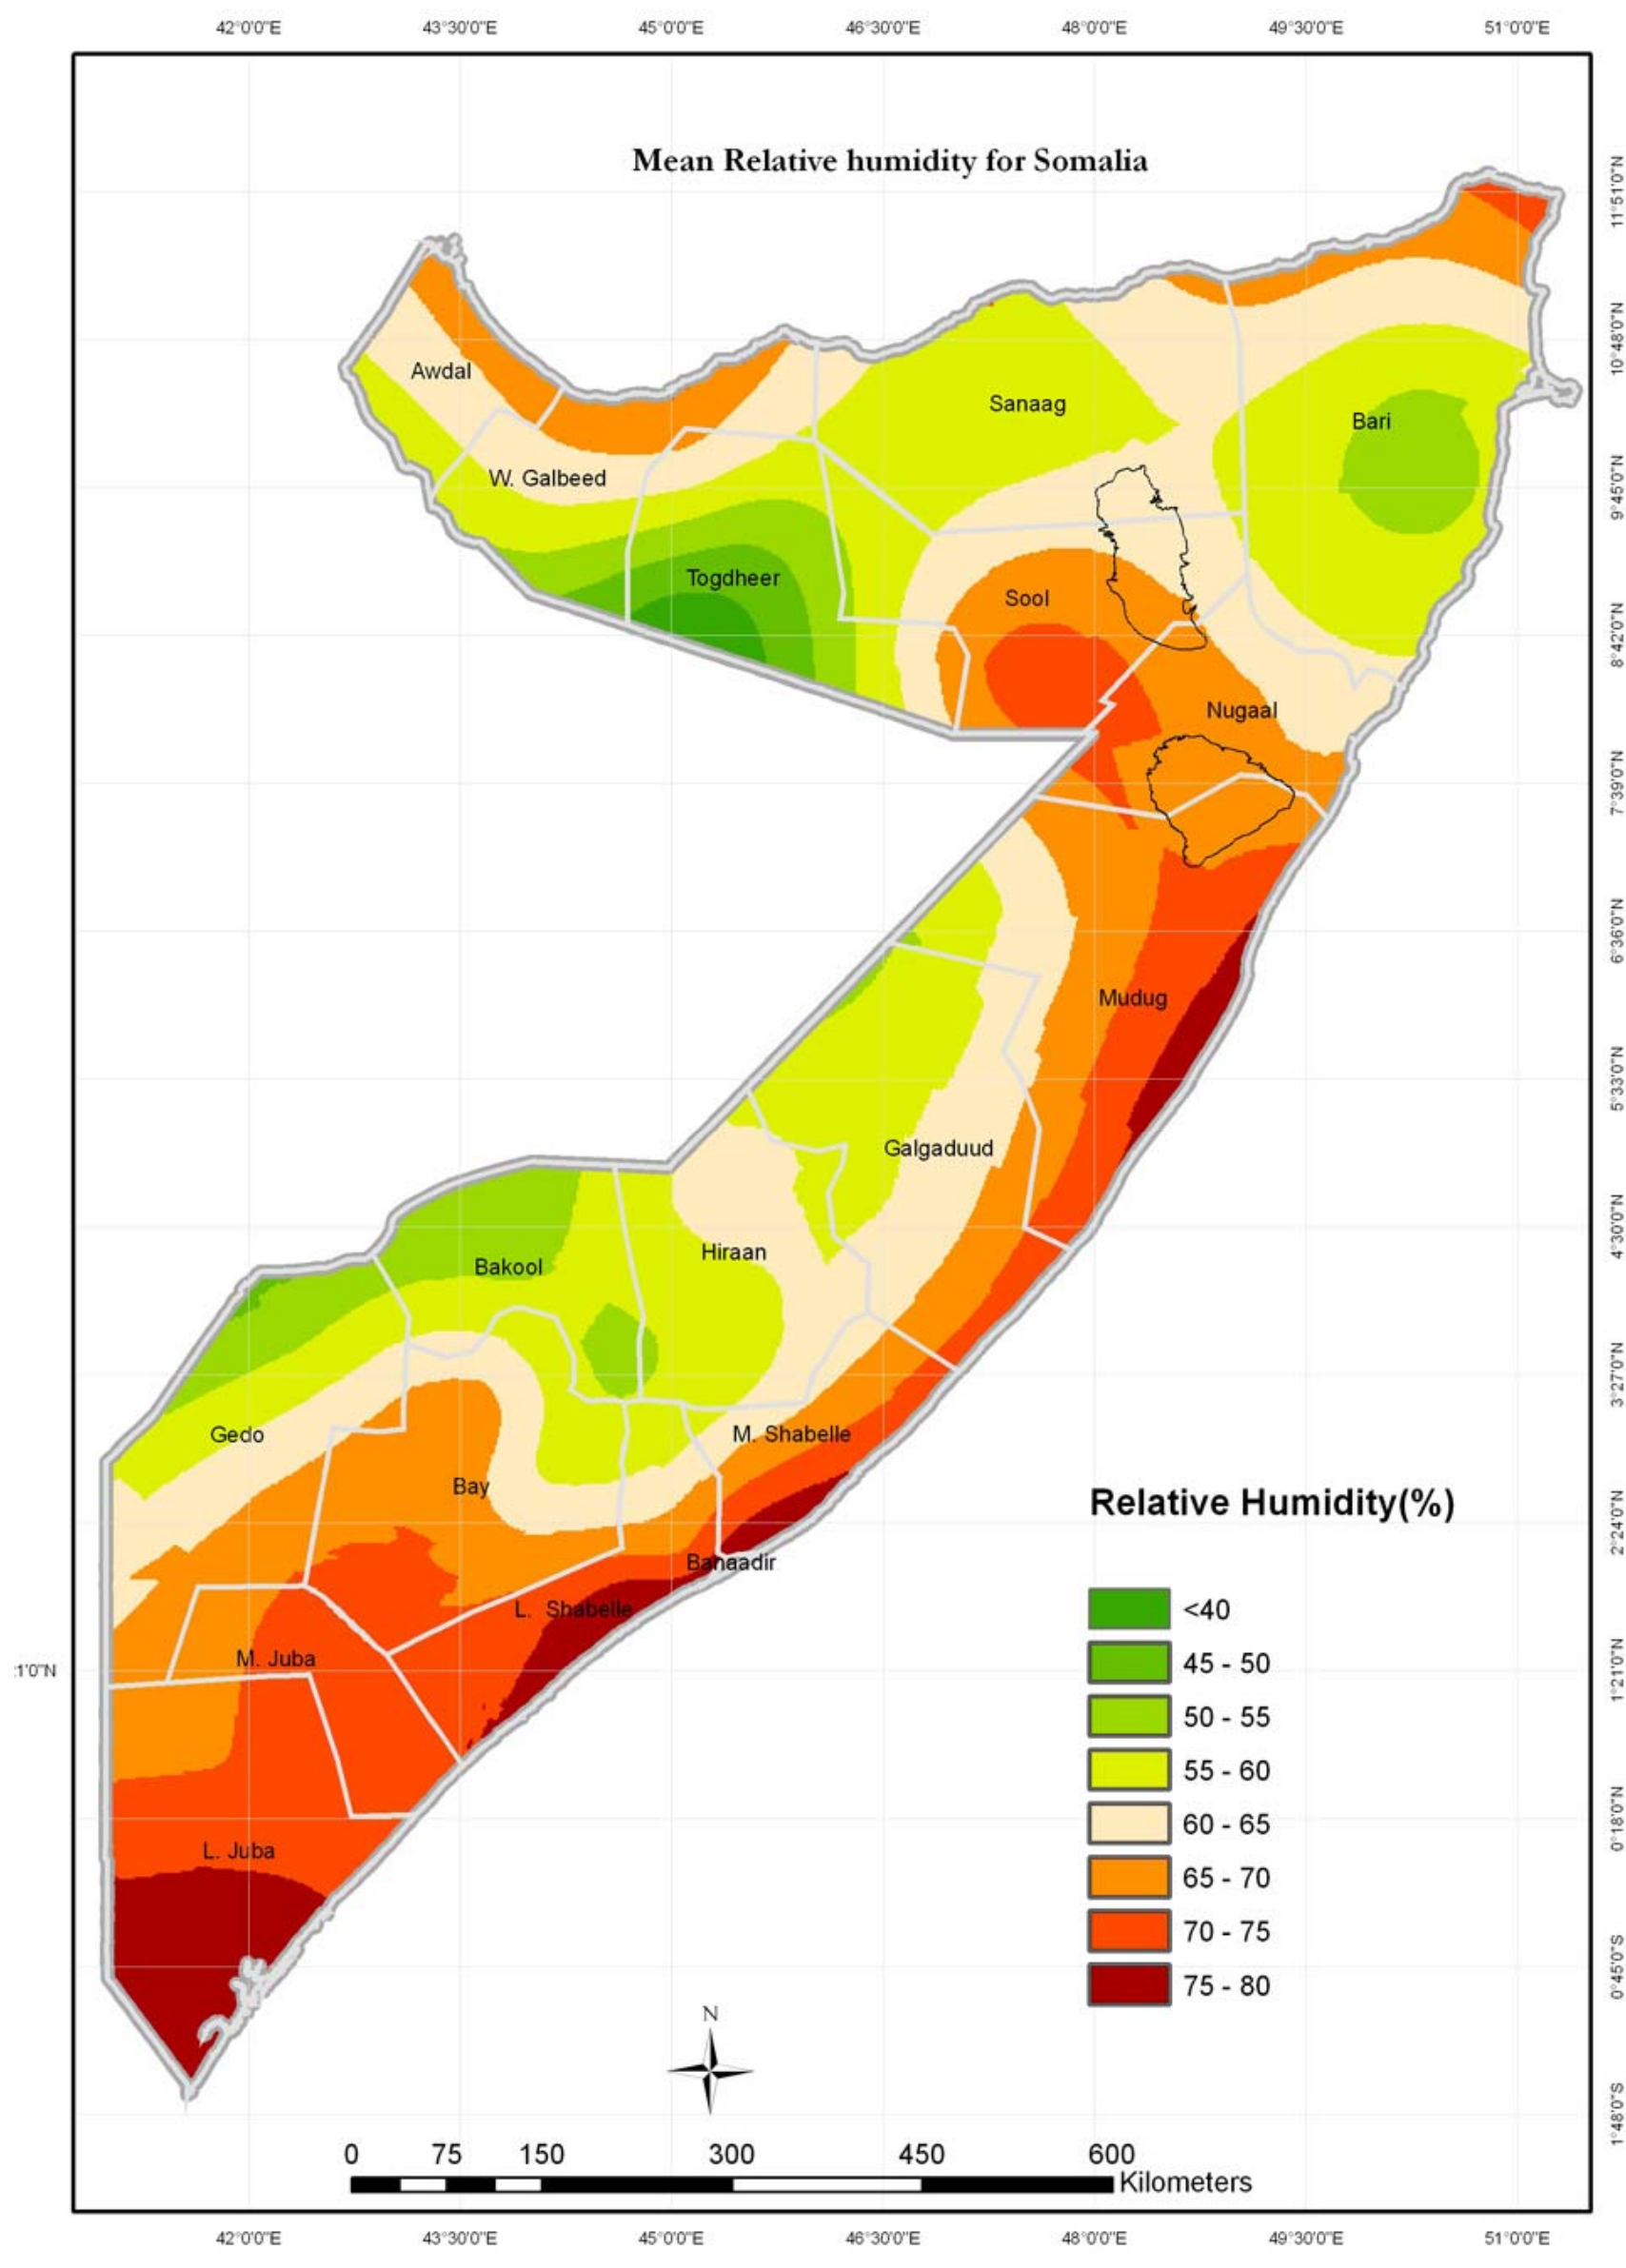 42°0'0"E 43°30'0"E 45°0'0"E 46°30'0"E 48°0'0"E 49°30'0"E 51°0'0"E
Mean Relative humidity for Somalia
11°51'0"N
10°48'0"N
Awdal
Sanaag
Bari
W. Galbeed
9°45'0"N
Togdheer
Sool
8°42'0"N
Nugaal
7°39'0"N
6°36'0"N
Mudug
5°33'0"N
Galgaduud
4°30'0"N
Hiraan
Bakool
3°27'0"N
Gedo
M. Shabelle
Bay
Relative Humidity(%)
2°24'0"N
Banaadir
L. Shabelle
<40
M. Juba
45 - 50
:1'0"N
1°21'0"N
50 - 55
55 - 60
60 - 65
0°18'0"N
L. Juba
65 - 70
70 - 75
0°45'0"S
75 - 80
N
1°48'0"S
0 75 150 300 450 600
Kilometers
42°0'0"E 43°30'0"E 45°0'0"E 46°30'0"E 48°0'0"E 49°30'0"E 51°0'0"E